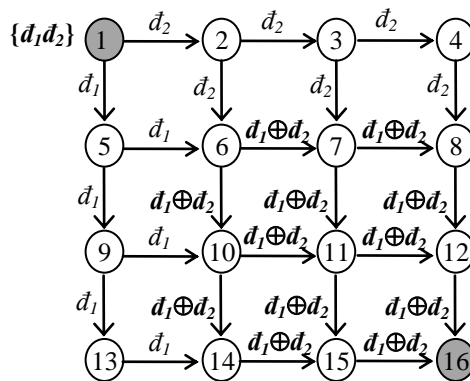 {đ₁đ₂} 1 đ₂ 2 đ₂ 3 đ₂ 4
đ₁ đ₂ đ₂ đ₂
5 đ₁ 6 đ₁⊕đ₂ 7 đ₁⊕đ₂ 8
đ₁ đ₁⊕đ₂ đ₁⊕đ₂ đ₁⊕đ₂
9 đ₁ 10 đ₁⊕đ₂ 11 đ₁⊕đ₂ 12
đ₁ đ₁⊕đ₂ đ₁⊕đ₂ đ₁⊕đ₂
13 đ₁ 14 đ₁⊕đ₂ 15 đ₁⊕đ₂ 16